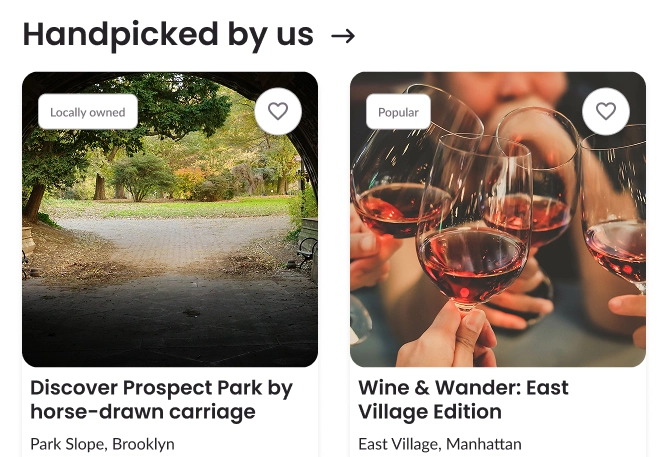 Handpicked by us →
Locally owned
Popular
Discover Prospect Park by
horse-drawn carriage
Park Slope, Brooklyn
Wine & Wander: East
Village Edition
East Village, Manhattan